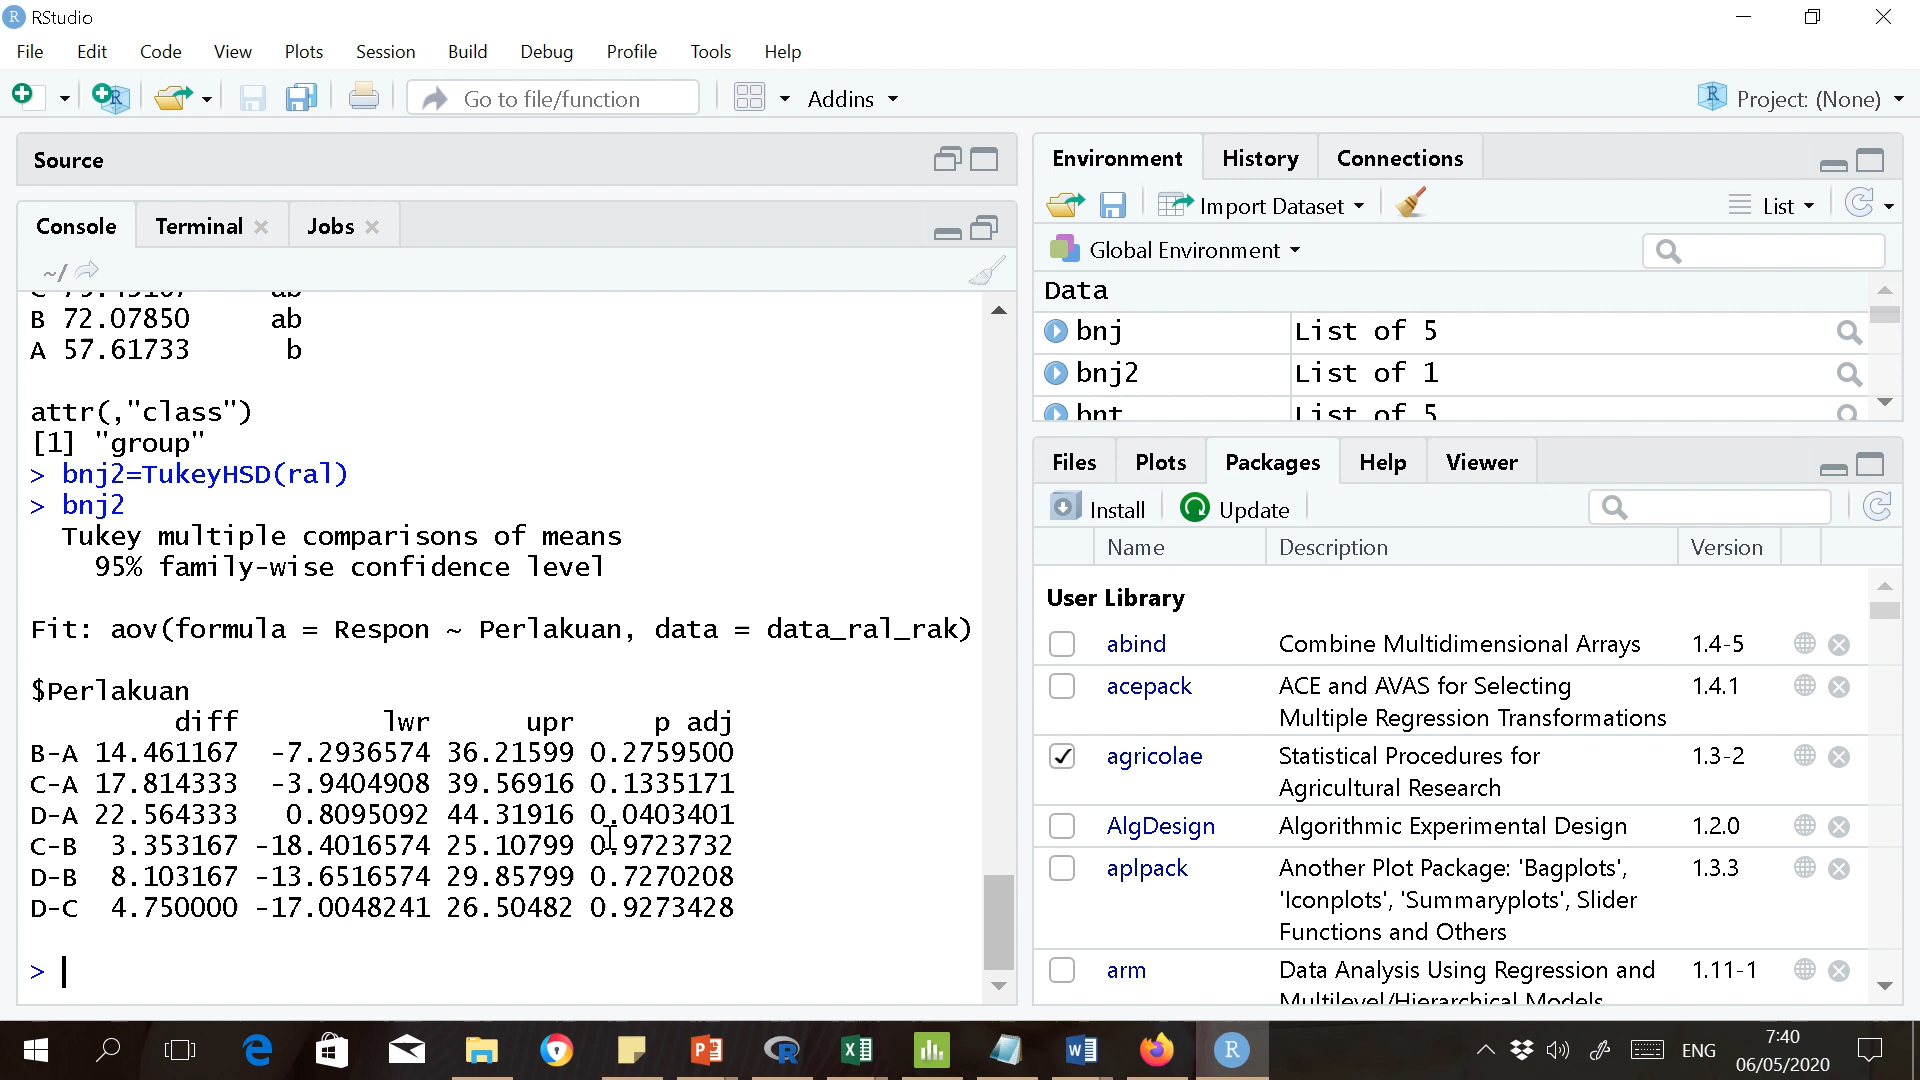 RStudio
File Edit Code View Plots Session Build Debug Profile Tools Help
Go to file/function Addins Project: (None)
Source
Console Terminal Jobs
~/
B 72.07850 ab
A 57.61733 b
attr(,"class")
[1] "group"
> bnj2=TukeyHSD(ral)
> bnj2
Tukey multiple comparisons of means
95% family-wise confidence level
Fit: aov(formula = Respon ~ Perlakuan, data = data_ral_rak)
$Perlakuan
diff lwr upr p adj
B-A 14.461167 -7.2936574 36.21599 0.2759500
C-A 17.814333 -3.9404908 39.56916 0.1335171
D-A 22.564333 0.8095092 44.31916 0.0403401
C-B 3.353167 -18.4016574 25.10799 0.9723732
D-B 8.103167 -13.6516574 29.85799 0.7270208
D-C 4.750000 -17.0048241 26.50482 0.9273428
>
Environment History Connections
Import Dataset List
Global Environment
Data
bnj List of 5
bnj2 List of 1
bnt List of 5
Files Plots Packages Help Viewer
Install Update
Name Description Version
User Library
abind Combine Multidimensional Arrays 1.4-5
acepack ACE and AVAS for Selecting 1.4.1
Multiple Regression Transformations
agricolae Statistical Procedures for 1.3-2
Agricultural Research
AlgDesign Algorithmic Experimental Design 1.2.0
aplpack Another Plot Package: 'Bagplots', 1.3.3
'Iconplots', 'Summaryplots', Slider
Functions and Others
arm Data Analysis Using Regression and 1.11-1
Multilevel/Hierarchical Models
ENG
7:40
06/05/2020